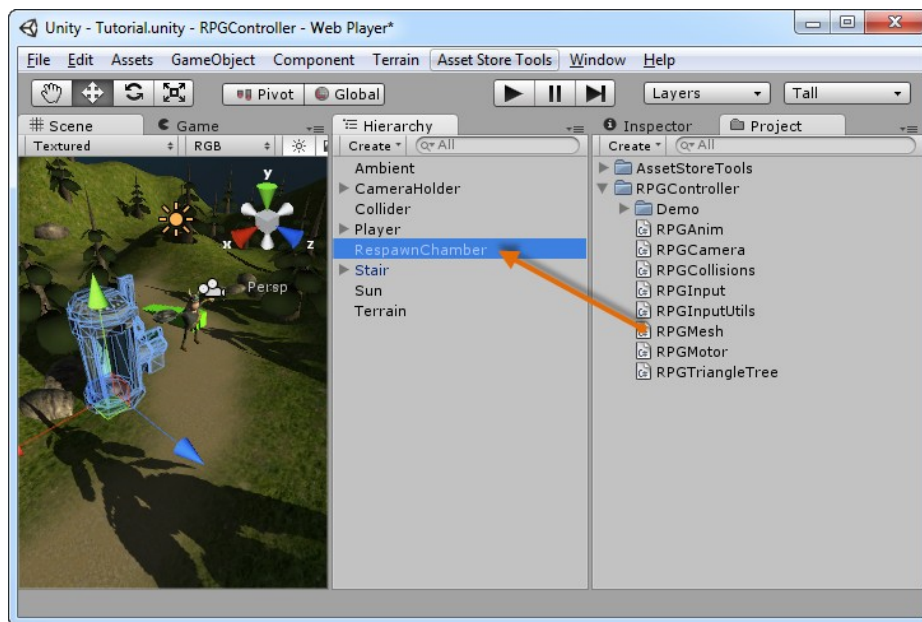 Unity - Tutorial.unity - RPGController - Web Player*
File Edit Assets GameObject Component Terrain Asset Store Tools Window Help
Pivot Global Layers Tall
# Scene Game Hierarchy Inspector Project
Textured RGB Create All Create All
Ambient
CameraHolder
Collider
Player
RespawnChamber
Stair
Sun
Terrain
y
x
z
Persp
AssetStoreTools
RPGController
Demo
RPGAnim
RPGCamera
RPGCollisions
RPGInput
RPGInputUtils
RPGMesh
RPGMotor
RPGTriangleTree